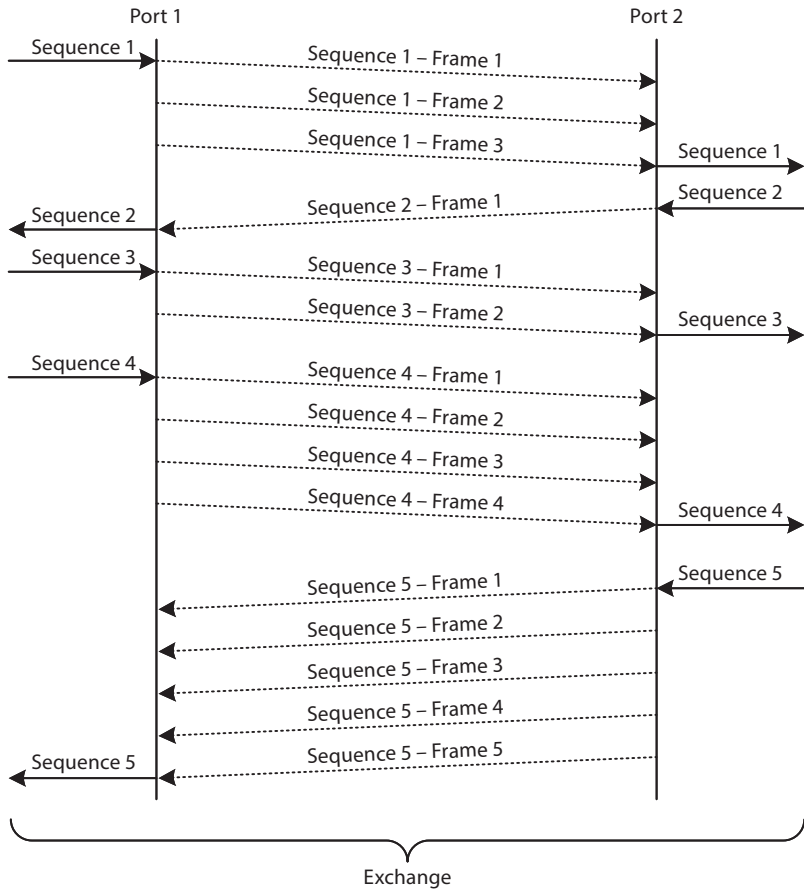 Port 1
Port 2
Sequence 1
Sequence 1 – Frame 1
Sequence 1 – Frame 2
Sequence 1 – Frame 3
Sequence 1
Sequence 2
Sequence 2 – Frame 1
Sequence 2
Sequence 3
Sequence 3 – Frame 1
Sequence 3 – Frame 2
Sequence 3
Sequence 4
Sequence 4 – Frame 1
Sequence 4 – Frame 2
Sequence 4 – Frame 3
Sequence 4 – Frame 4
Sequence 4
Sequence 5
Sequence 5 – Frame 1
Sequence 5 – Frame 2
Sequence 5 – Frame 3
Sequence 5 – Frame 4
Sequence 5 – Frame 5
Sequence 5
Exchange